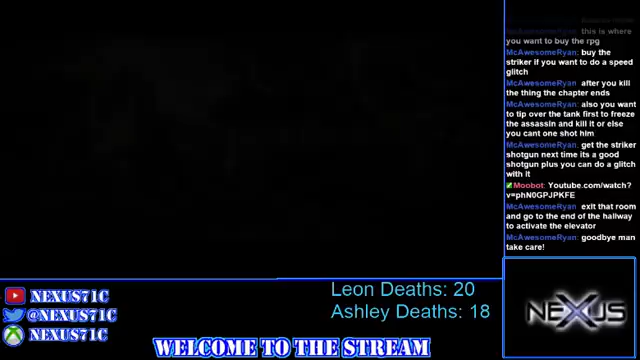 McAwesomeRyan: this is where
you want to buy the rpg
McAwesomeRyan: buy the
striker if you want to do a speed
glitch
McAwesomeRyan: after you kill
the thing the chapter ends
McAwesomeRyan: also you want
to tip over the tank first to freeze
the assassin and kill it or else
you cant one shot him
McAwesomeRyan: get the striker
shotgun next time its a good
shotgun plus you can do a glitch
with it
Moobot: Youtube.com/watch?
v=phN0GPJPKFE
McAwesomeRyan: exit that room
and go to the end of the hallway
to activate the elevator
McAwesomeRyan: goodbye man
take care!
Leon Deaths: 20
Ashley Deaths: 18
NEXUS71C
@NEXUS71C
NEXUS71C
NEXUS
WELCOME TO THE STREAM